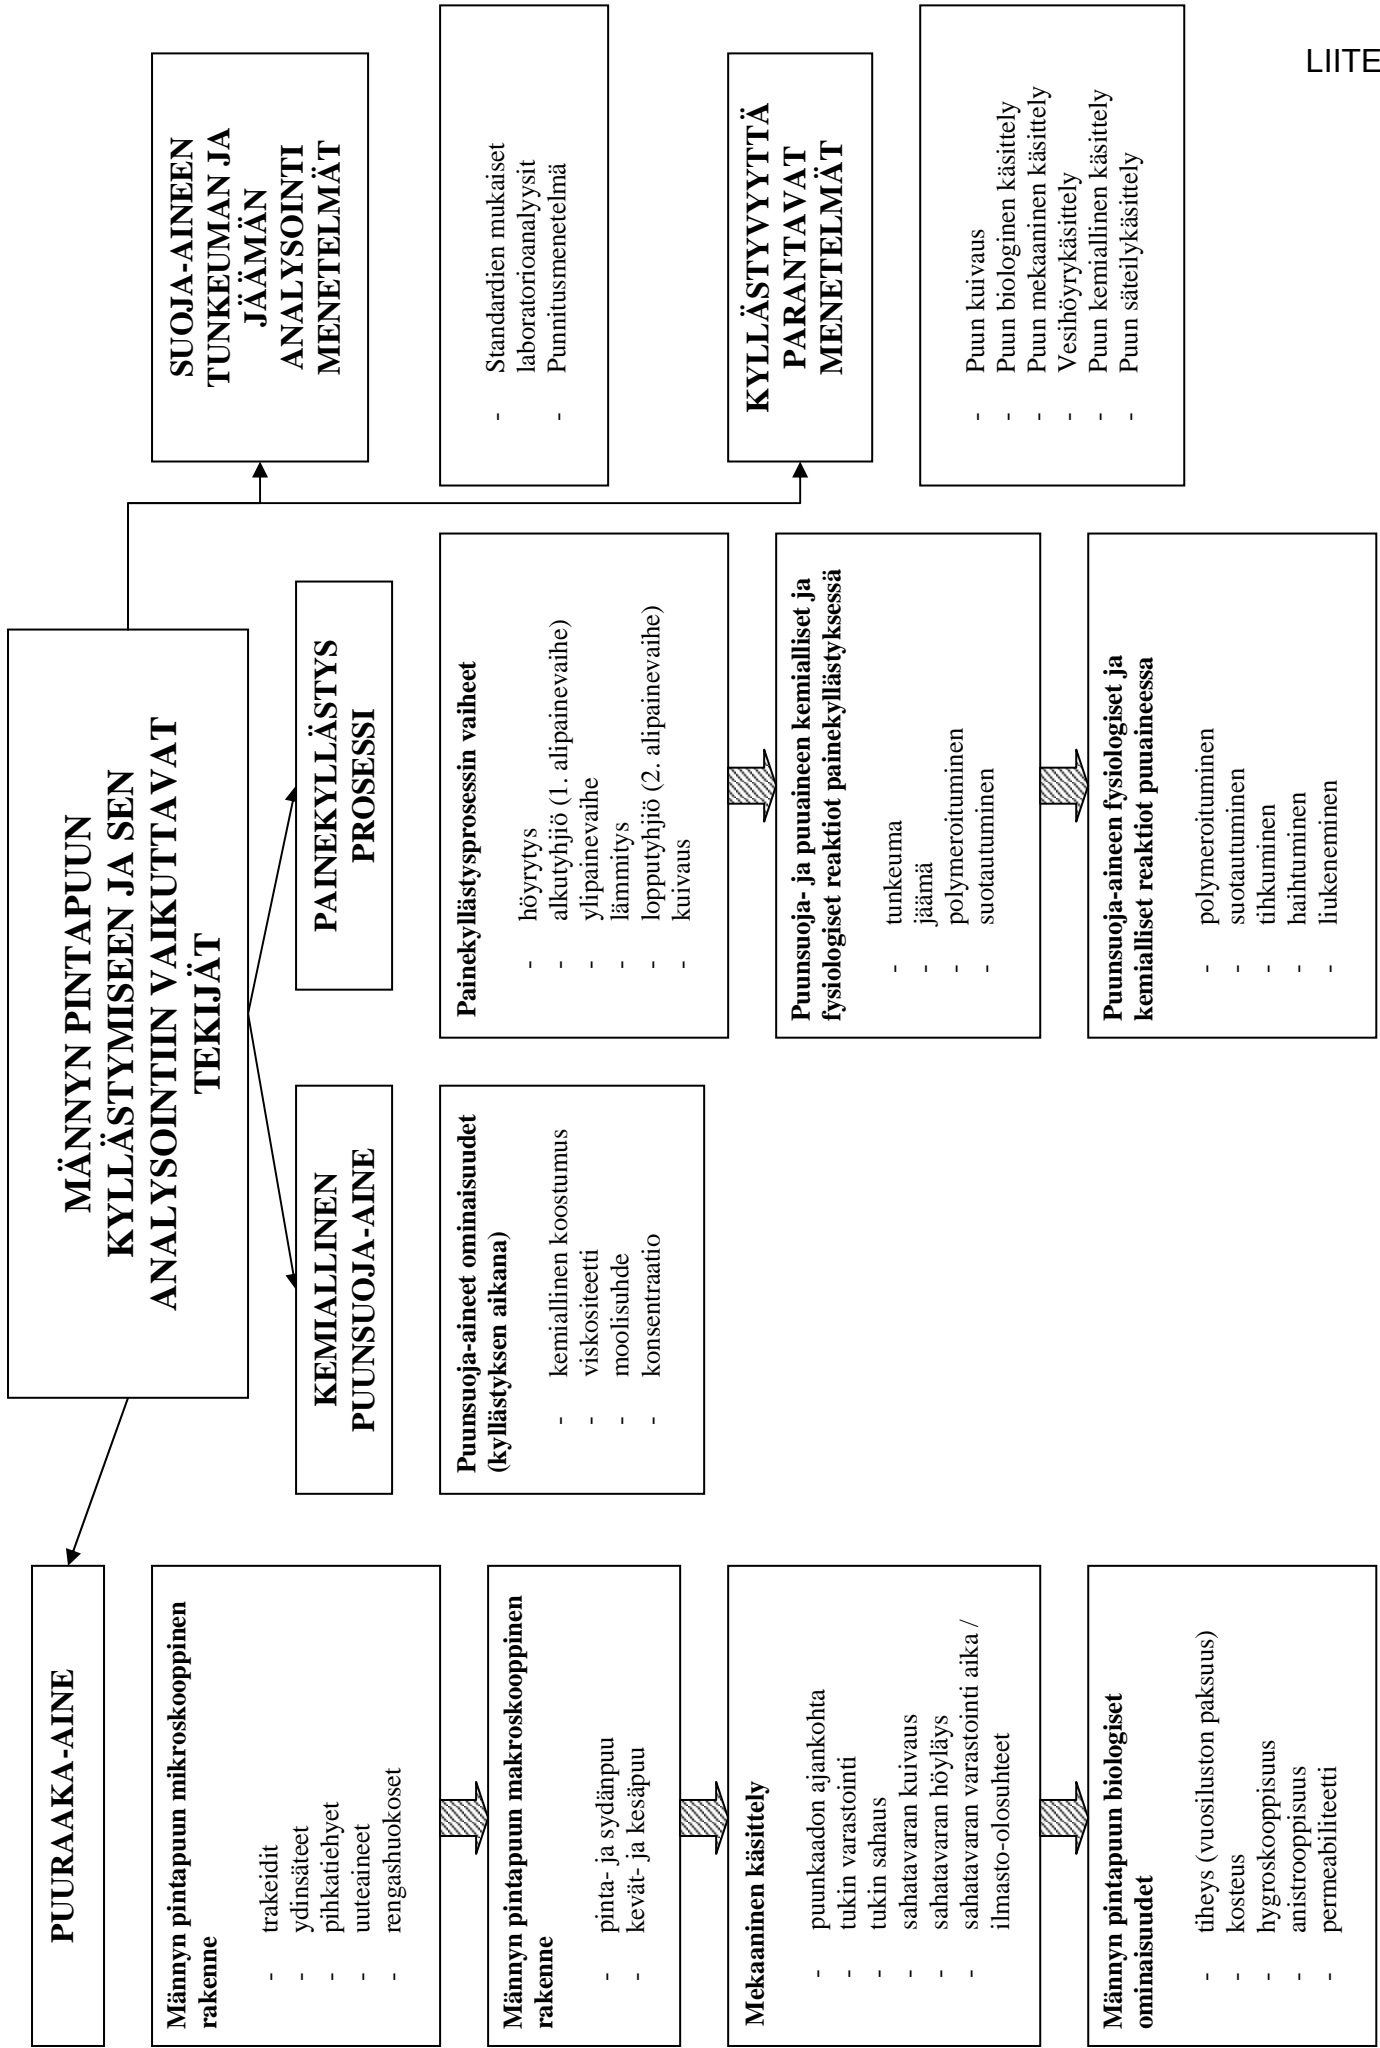 LIITE
MÄNNYN PINTAPUUN
KYLLÄSTYMISEEN JA SEN
ANALYSOINTIIN VAIKUTTAVAT
TEKIJÄT
PUURAAKA-AINE
Männyn pintapuun mikroskooppinen
rakenne
- trakeidit
- ydinsäteet
- pihkatiehyet
- uuteaineet
- rengashuokoset
Männyn pintapuun makroskooppinen
rakenne
- pinta- ja sydänpuu
- kevät- ja kesäpuu
Mekaaninen käsittely
- puunkaadon ajankohta
- tukin varastointi
- tukin sahaus
- sahatavaran kuivaus
- sahatavaran höyläys
- sahatavaran varastointi aika /
ilmasto-olosuhteet
Männyn pintapuun biologiset
ominaisuudet
- tiheys (vuosiluston paksuus)
- kosteus
- hygroskooppisuus
- anistrooppisuus
- permeabiliteetti
KEMIALLINEN
PUUNSUOJA-AINE
Puunsuoja-aineet ominaisuudet
(kyllästyksen aikana)
- kemiallinen koostumus
- viskositeetti
- moolisuhde
- konsentraatio
PAINEKYLLÄSTYS
PROSESSI
Painekyllästysprosessin vaiheet
- höyrytys
- alkutyhjiö (1. alipainevaihe)
- ylipainevaihe
- lämmitys
- lopputyhjiö (2. alipainevaihe)
- kuivaus
Puunsuoja- ja puuaineen kemialliset ja
fysiologiset reaktiot painekyllästyksessä
- tunkeuma
- jäämä
- polymeroituminen
- suotautuminen
Puunsuoja-aineen fysiologiset ja
kemialliset reaktiot puuaineessa
- polymeroituminen
- suotautuminen
- tihkuminen
- haihtuminen
- liukeneminen
SUOJA-AINEEN
TUNKEUMAN JA
JÄÄMÄN
ANALYSOINTI
MENETELMÄT
- Standardien mukaiset
laboratorioanalyysit
- Punnitusmenetelmä
KYLLÄSTYVYYTTÄ
PARANTAVAT
MENETELMÄT
- Puun kuivaus
- Puun biologinen käsittely
- Puun mekaaninen käsittely
- Vesihöyrykäsittely
- Puun kemiallinen käsittely
- Puun säteilykäsittely